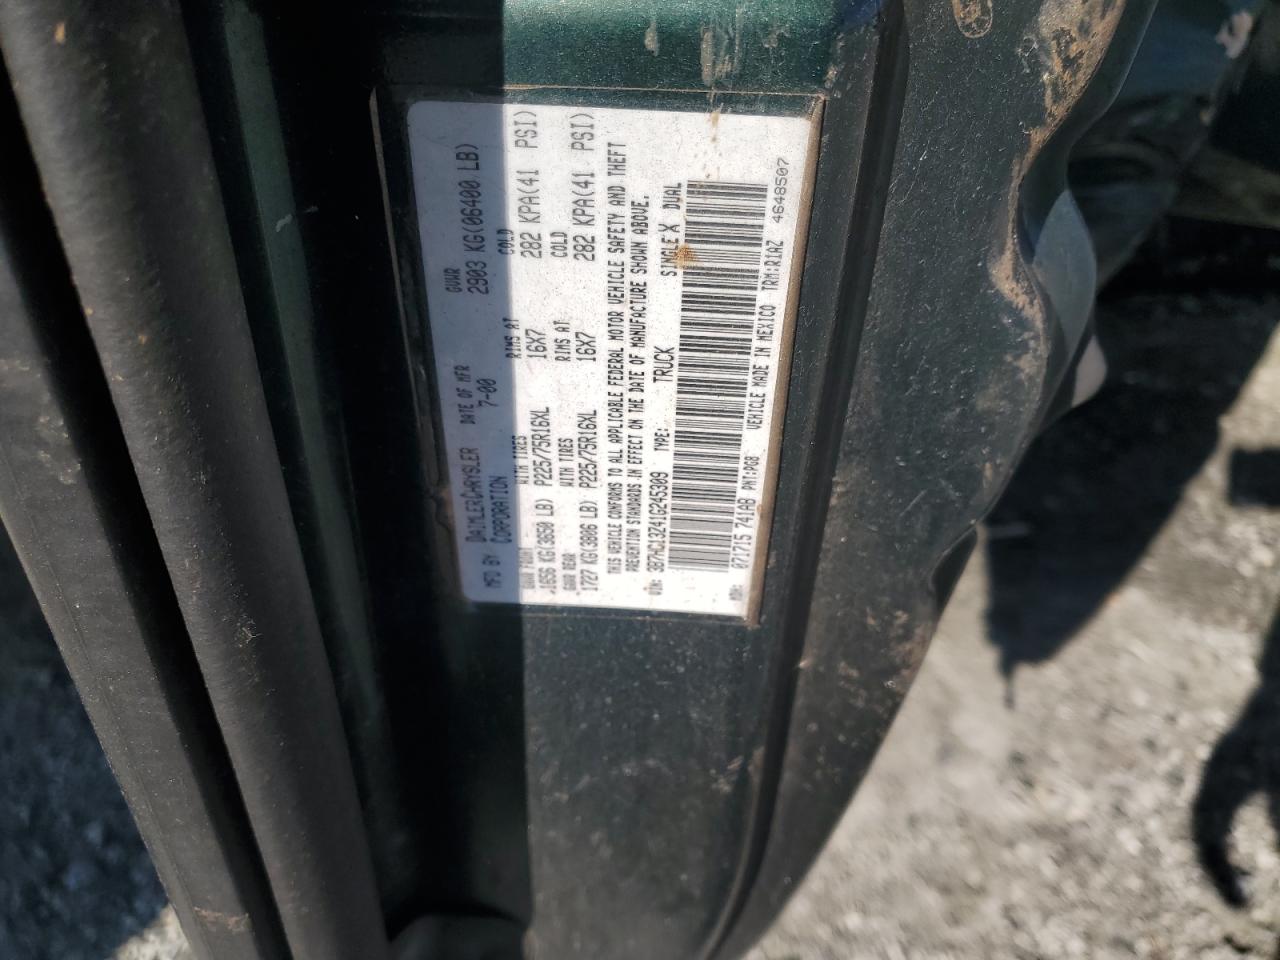 MFD BY DAIMLERCHRYSLER CORPORATION DATE OF MFR 7-00 GVWR 2903 KG(06400 LB)
GAWR FRONT WITH TIRES RIMS AT COLD
1656 KG(3650 LB) P225/75R16XL 16X7 282 KPA(41 PSI)
GAWR REAR WITH TIRES RIMS AT COLD
1727 KG(3806 LB) P225/75R16XL 16X7 282 KPA(41 PSI)
THIS VEHICLE CONFORMS TO ALL APPLICABLE FEDERAL MOTOR VEHICLE SAFETY AND THEFT
PREVENTION STANDARDS IN EFFECT ON THE DATE OF MANUFACTURE SHOWN ABOVE.
VIN: 3B7HC13Z41G245309 TYPE: TRUCK SINGLE X DUAL
MDH: 071715 741AB PNT:PG8 VEHICLE MADE IN MEXICO TRM:R1AZ 4648507